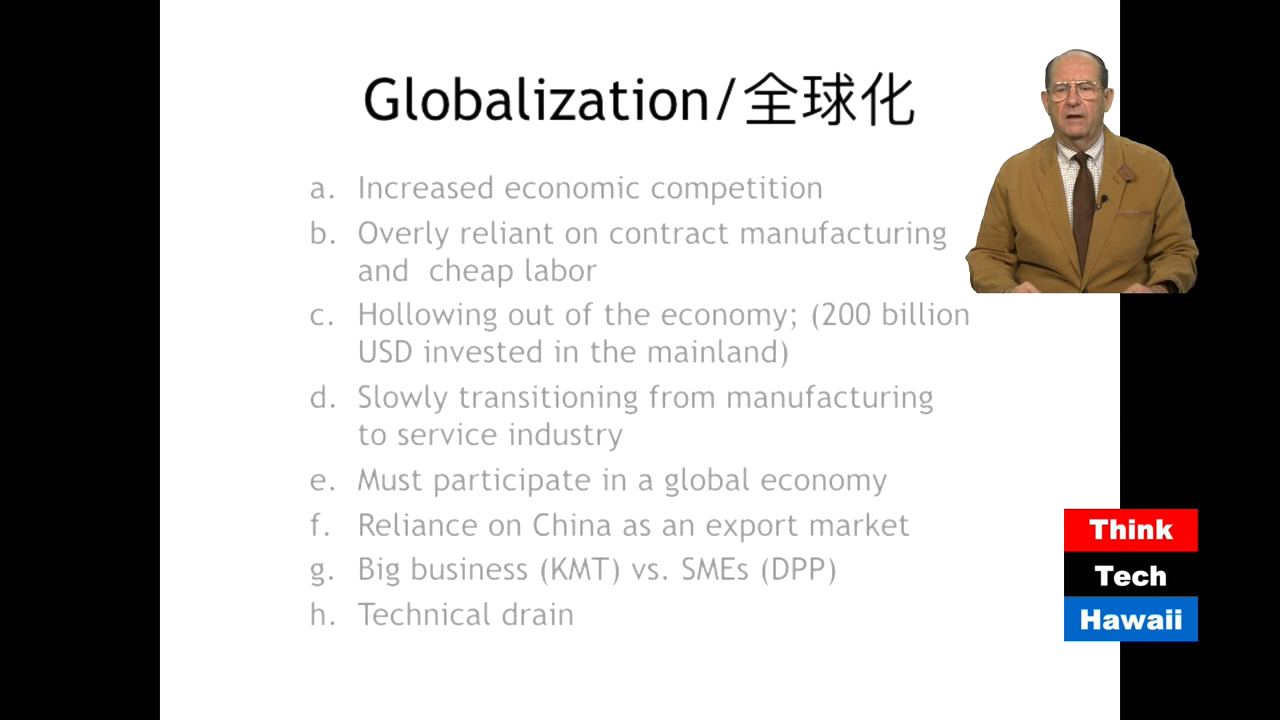 Globalization/全球化
a. Increased economic competition
b. Overly reliant on contract manufacturing
and cheap labor
c. Hollowing out of the economy; (200 billion
USD invested in the mainland)
d. Slowly transitioning from manufacturing
to service industry
e. Must participate in a global economy
f. Reliance on China as an export market
g. Big business (KMT) vs. SMEs (DPP)
h. Technical drain
Think
Tech
Hawaii